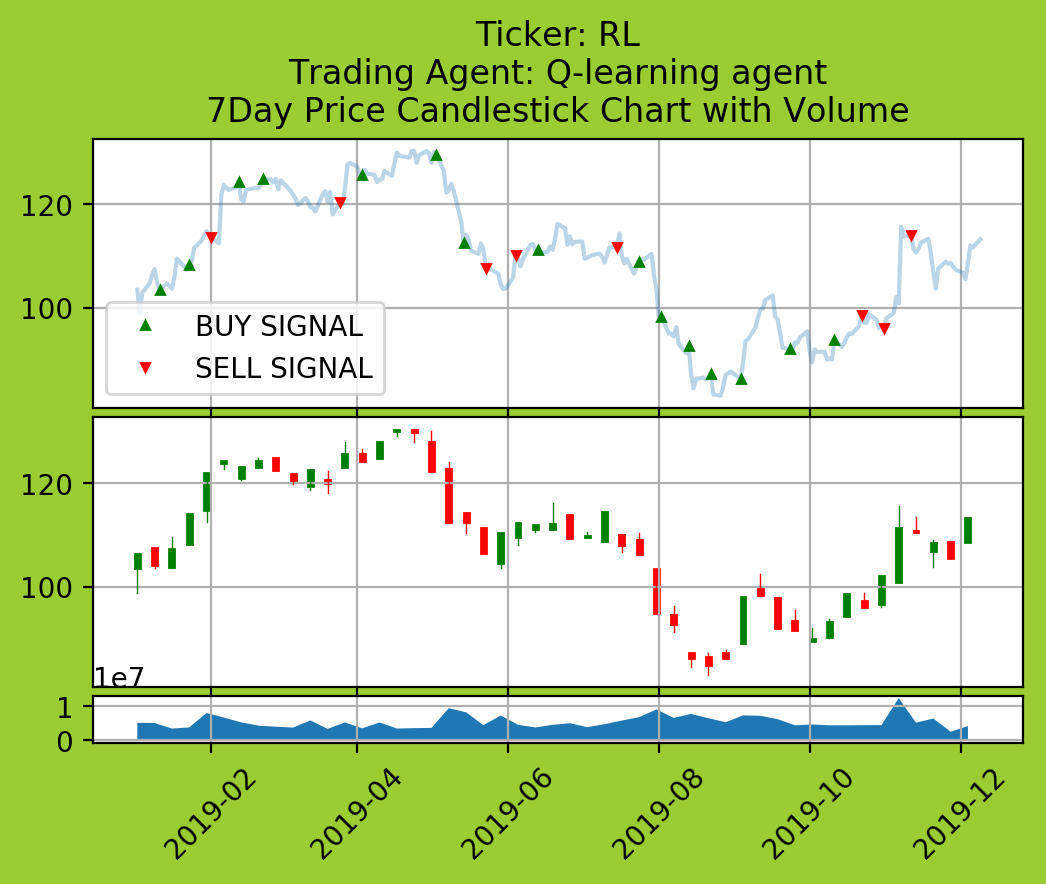 Ticker: RL
Trading Agent: Q-learning agent
7Day Price Candlestick Chart with Volume
120
100
BUY SIGNAL
SELL SIGNAL
120
100
1e7
1
0
2019-02
2019-04
2019-06
2019-08
2019-10
2019-12